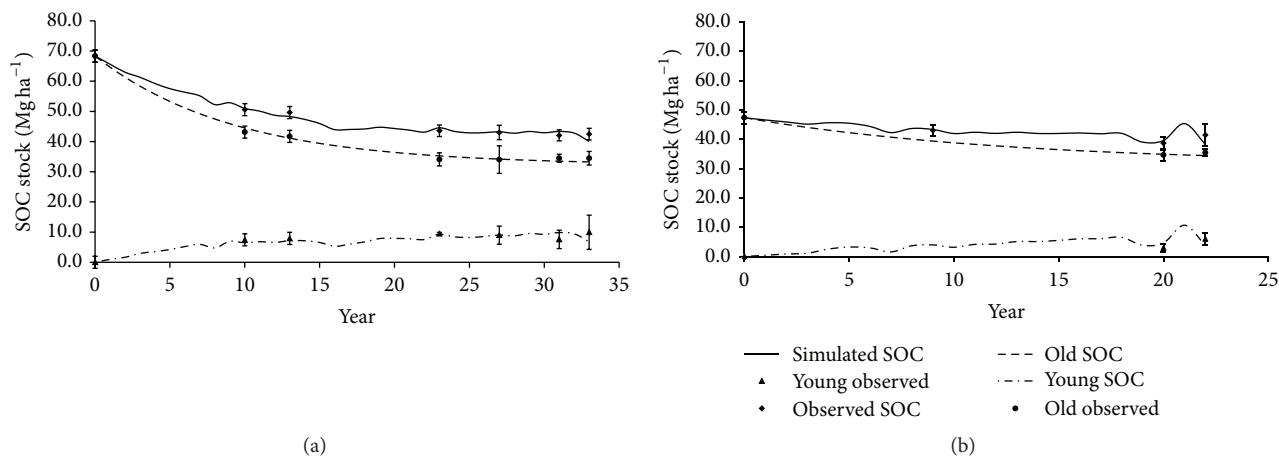 80.0
70.0
60.0
50.0
40.0
30.0
20.0
10.0
0.0
SOC stock (Mg ha−1)
0 5 10 15 20 25 30 35
Year
(a)
80.0
70.0
60.0
50.0
40.0
30.0
20.0
10.0
0.0
SOC stock (Mg ha−1)
0 5 10 15 20 25
Year
Simulated SOC
Old SOC
Young observed
Young SOC
Observed SOC
Old observed
(b)